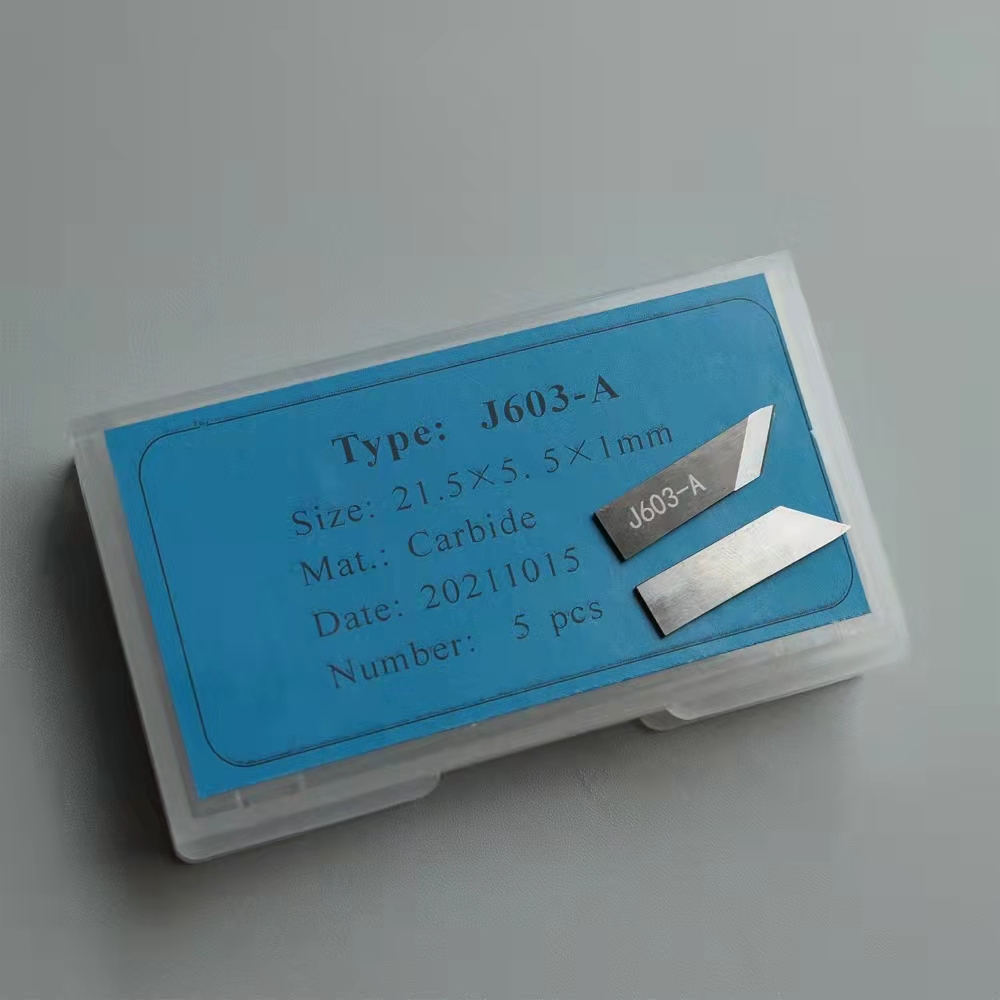 Type: J603-A
Size: 21.5×5.5×1mm
Mat.: Carbide
Date: 20211015
Number: 5 pcs
J603-A